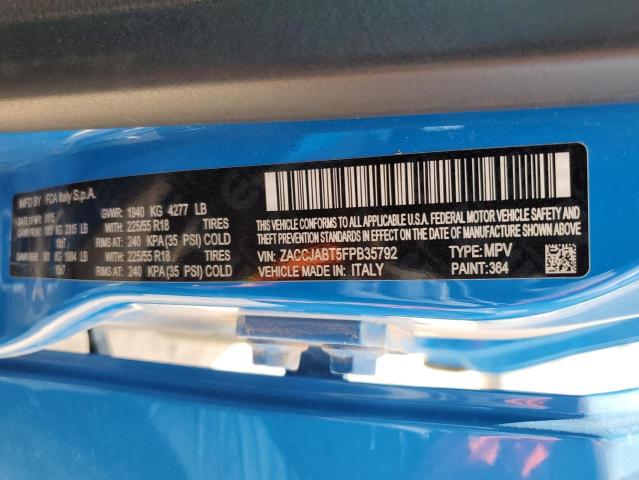 MFD BY FCA Italy S.p.A.
GVWR: 1940 KG 4277 LB
LB TIRES 225/55 R18
RIMS AT 240 KPA(35 PSI) COLD
LB TIRES 225/55 R18
RIMS AT 240 KPA(35 PSI) COLD
THIS VEHICLE CONFORMS TO ALL APPLICABLE U.S.A. FEDERAL MOTOR VEHICLE SAFETY
BUMPER, AND THEFT PREVENTION STANDARDS IN EFFECT ON THE DATE OF MANUFACTURE SHOWN ABOVE
VIN: ZACCJABT5FPB35792 TYPE: MPV
VEHICLE MADE IN: ITALY PAINT: 364